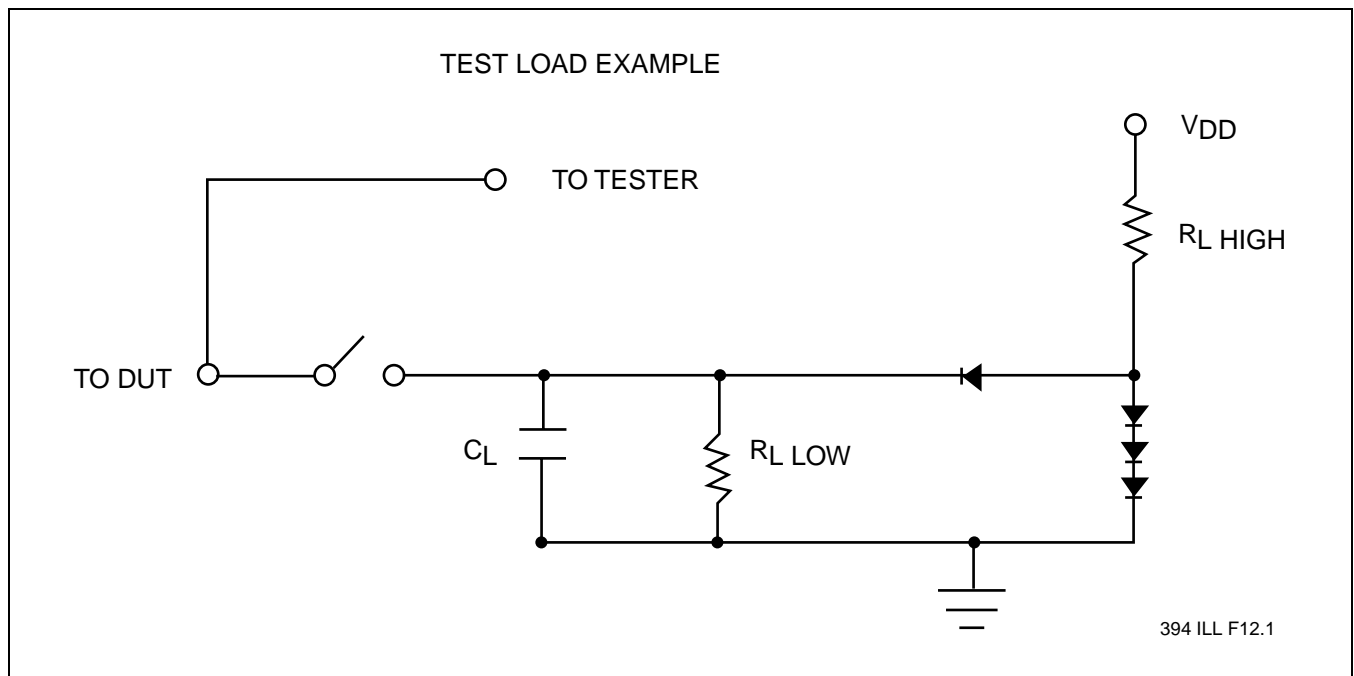 TEST LOAD EXAMPLE
VDD
TO TESTER
RL HIGH
TO DUT
CL
RL LOW
394 ILL F12.1